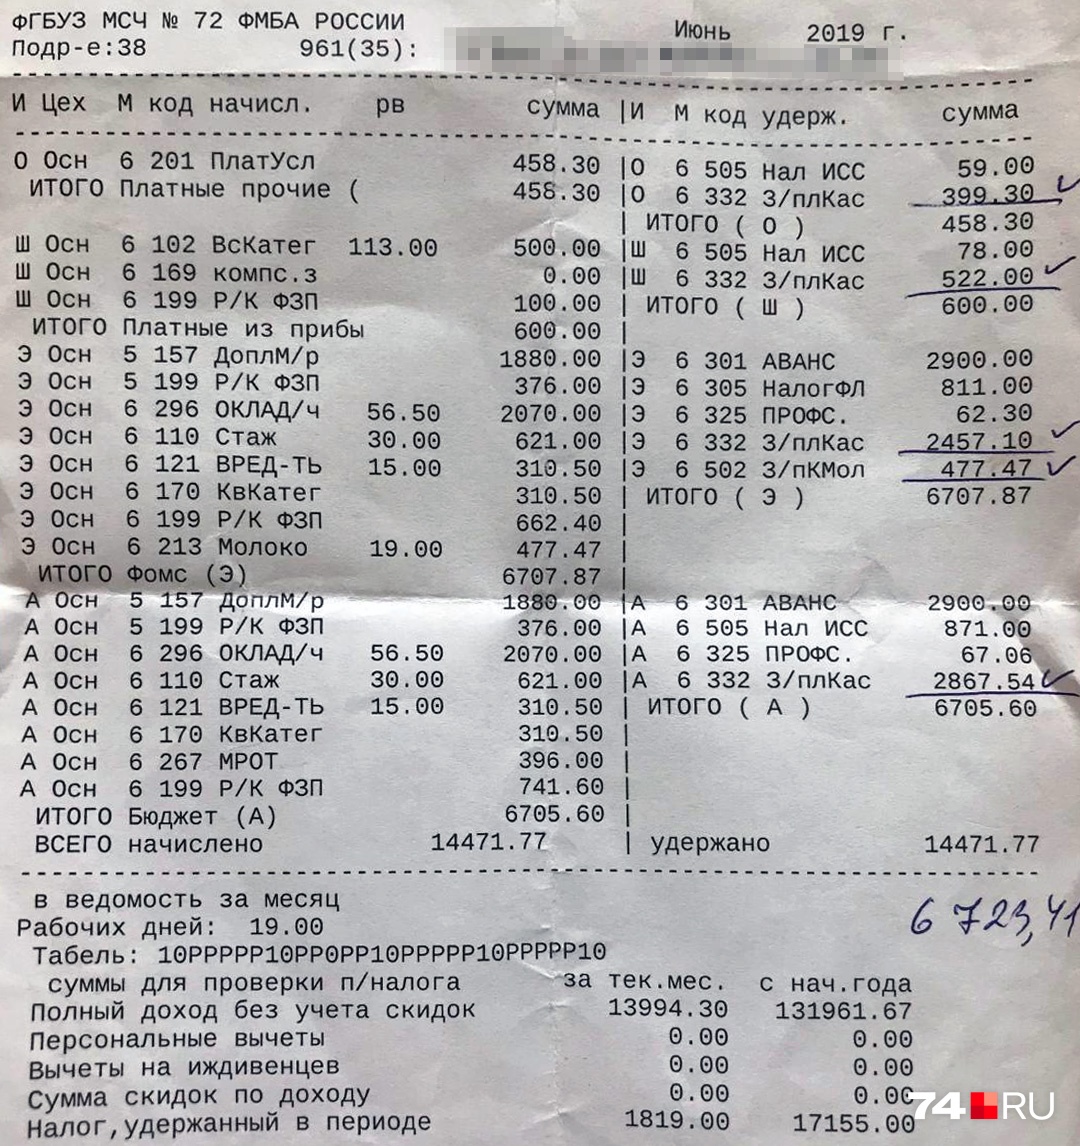 ФГБУЗ МСЧ № 72 ФМБА РОССИИ Июнь 2019 г.
Подр-е:38 961(35):
И Цех М код начисл. рв сумма |И М код удерж. сумма
О Осн 6 201 ПлатУсл 458.30 |О 6 505 Нал ИСС 59.00
ИТОГО Платные прочие ( 458.30 |О 6 332 З/плКас 399.30
| ИТОГО ( О ) 458.30
Ш Осн 6 102 ВсКатег 113.00 500.00 |Ш 6 505 Нал ИСС 78.00
Ш Осн 6 169 компс.з 0.00 |Ш 6 332 З/плКас 522.00
Ш Осн 6 199 Р/К ФЗП 100.00 | ИТОГО ( Ш ) 600.00
ИТОГО Платные из прибы 600.00 |
Э Осн 5 157 ДоплМ/р 1880.00 |Э 6 301 АВАНС 2900.00
Э Осн 5 199 Р/К ФЗП 376.00 |Э 6 305 НалогФЛ 811.00
Э Осн 6 296 ОКЛАД/ч 56.50 2070.00 |Э 6 325 ПРОФС. 62.30
Э Осн 6 110 Стаж 30.00 621.00 |Э 6 332 З/плКас 2457.10
Э Осн 6 121 ВРЕД-ТЬ 15.00 310.50 |Э 6 502 З/пКМол 477.47
Э Осн 6 170 КвКатег 310.50 | ИТОГО ( Э ) 6707.87
Э Осн 6 199 Р/К ФЗП 662.40 |
Э Осн 6 213 Молоко 19.00 477.47 |
ИТОГО Фомс (Э) 6707.87 |
А Осн 5 157 ДоплМ/р 1880.00 |А 6 301 АВАНС 2900.00
А Осн 5 199 Р/К ФЗП 376.00 |А 6 505 Нал ИСС 871.00
А Осн 6 296 ОКЛАД/ч 56.50 2070.00 |А 6 325 ПРОФС. 67.06
А Осн 6 110 Стаж 30.00 621.00 |А 6 332 З/плКас 2867.54
А Осн 6 121 ВРЕД-ТЬ 15.00 310.50 | ИТОГО ( А ) 6705.60
А Осн 6 170 КвКатег 310.50 |
А Осн 6 267 МРОТ 396.00 |
А Осн 6 199 Р/К ФЗП 741.60 |
ИТОГО Бюджет (А) 6705.60 |
ВСЕГО начислено 14471.77 | удержано 14471.77
в ведомость за месяц
6 723,41
Рабочих дней: 19.00
Табель: 10РРРРР10РР0РР10РРРРР10РРРРР10
суммы для проверки п/налога за тек.мес. с нач.года
Полный доход без учета скидок 13994.30 131961.67
Персональные вычеты 0.00 0.00
Вычеты на иждивенцев 0.00 0.00
Сумма скидок по доходу 0.00 0.00
Налог,удержанный в периоде 1819.00 17155.00
74.RU